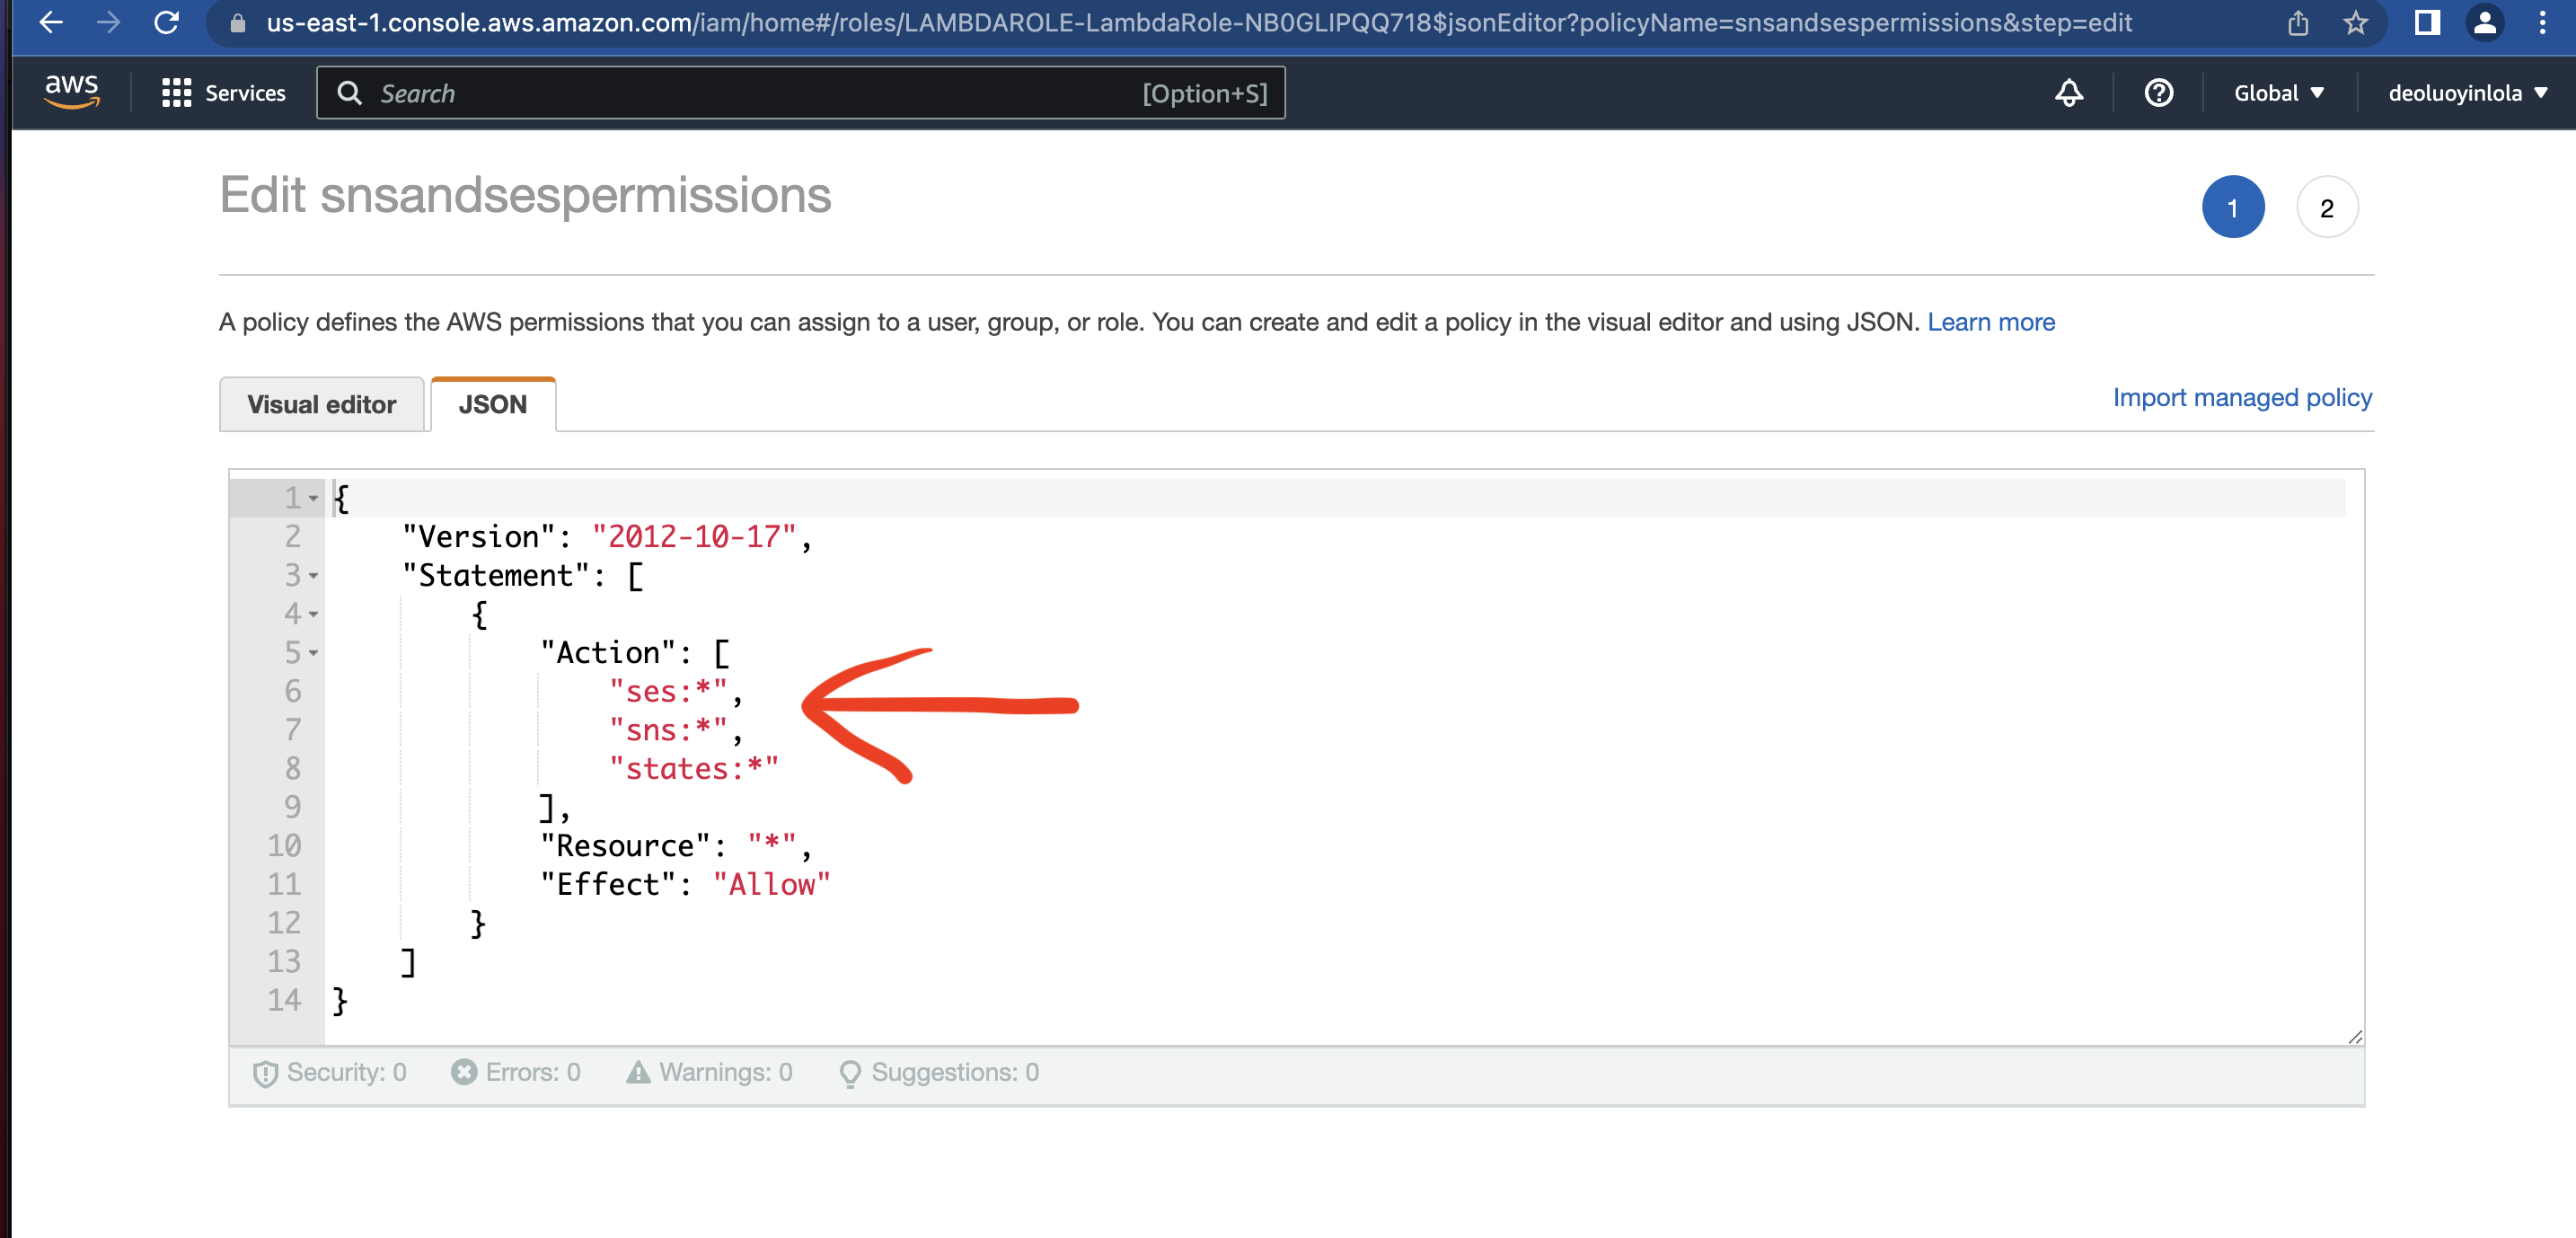 us-east-1.console.aws.amazon.com/iam/home#/roles/LAMBDAROLE-LambdaRole-NB0GLIPQQ718$jsonEditor?policyName=snsandsespermissions&step=edit
aws Services Search [Option+S] Global deoluoyinlola
Edit snsandsespermissions
1 2
A policy defines the AWS permissions that you can assign to a user, group, or role. You can create and edit a policy in the visual editor and using JSON. Learn more
Visual editor JSON Import managed policy
1 {
2 "Version": "2012-10-17",
3 "Statement": [
4 {
5 "Action": [
6 "ses:*",
7 "sns:*",
8 "states:*"
9 ],
10 "Resource": "*",
11 "Effect": "Allow"
12 }
13 ]
14 }
Security: 0 Errors: 0 Warnings: 0 Suggestions: 0